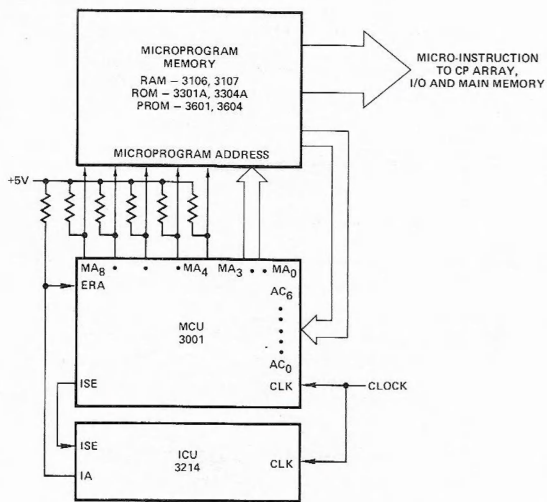 MICROPROGRAM
MEMORY
RAM – 3106, 3107
ROM – 3301A, 3304A
PROM – 3601, 3604
MICROPROGRAM ADDRESS
MICRO-INSTRUCTION
TO CP ARRAY,
I/O AND MAIN MEMORY
+5V
MA8 • • • MA4 MA3 • • MA0
ERA
AC6
MCU
3001
AC0
ISE
CLK
CLOCK
ISE
ICU
3214
CLK
IA